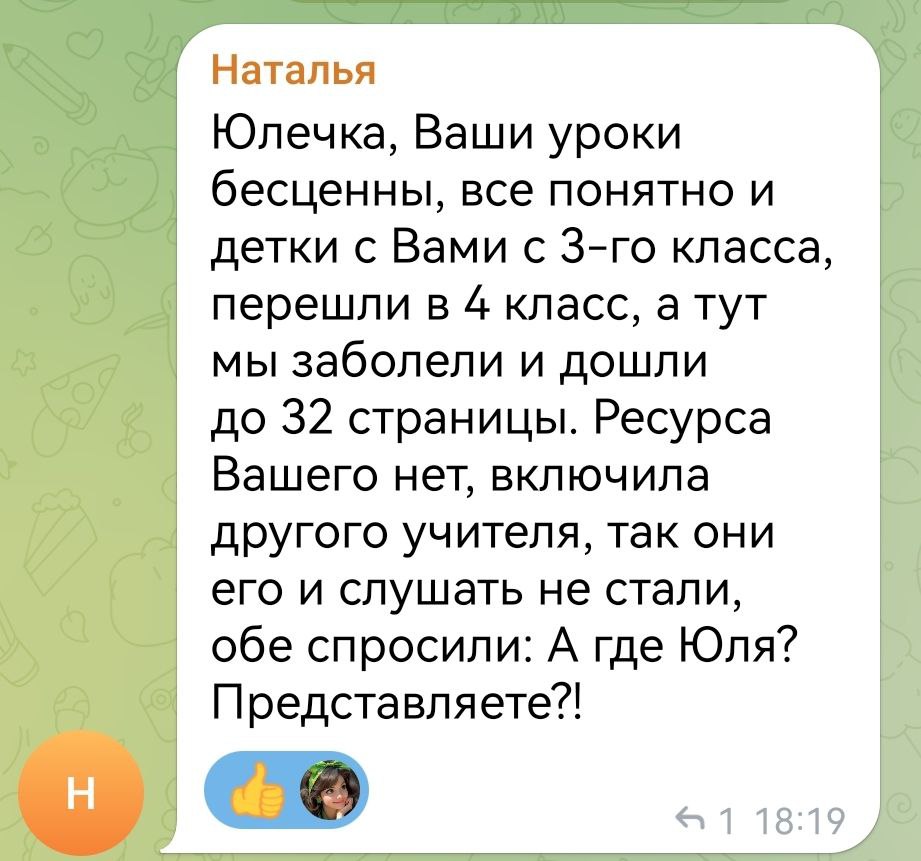 Наталья
Юлечка, Ваши уроки
бесценны, все понятно и
детки с Вами с 3-го класса,
перешли в 4 класс, а тут
мы заболели и дошли
до 32 страницы. Ресурса
Вашего нет, включила
другого учителя, так они
его и слушать не стали,
обе спросили: А где Юля?
Представляете?!
Н
1 18:19